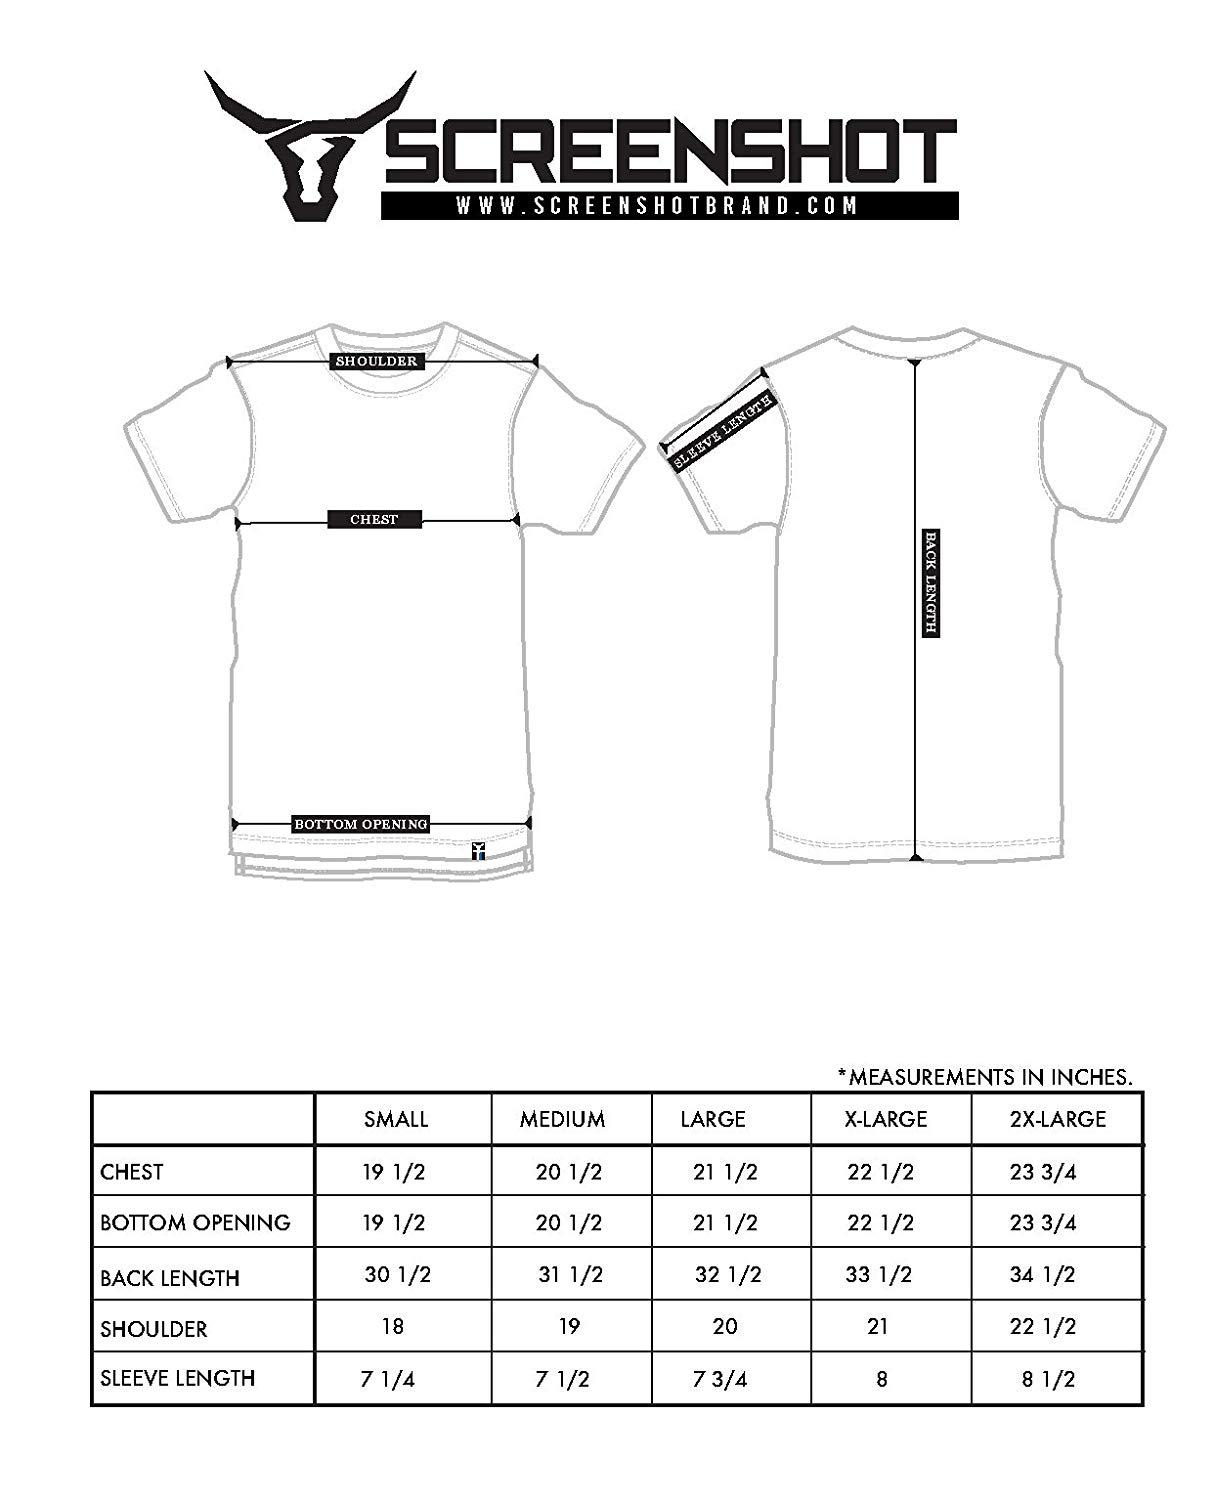 SCREENSHOT
WWW.SCREENSHOTBRAND.COM
SHOULDER
CHEST
BOTTOM OPENING
SLEEVE LENGTH
BACK LENGTH
*MEASUREMENTS IN INCHES.
SMALL MEDIUM LARGE X-LARGE 2X-LARGE
CHEST 19 1/2 20 1/2 21 1/2 22 1/2 23 3/4
BOTTOM OPENING 19 1/2 20 1/2 21 1/2 22 1/2 23 3/4
BACK LENGTH 30 1/2 31 1/2 32 1/2 33 1/2 34 1/2
SHOULDER 18 19 20 21 22 1/2
SLEEVE LENGTH 7 1/4 7 1/2 7 3/4 8 8 1/2